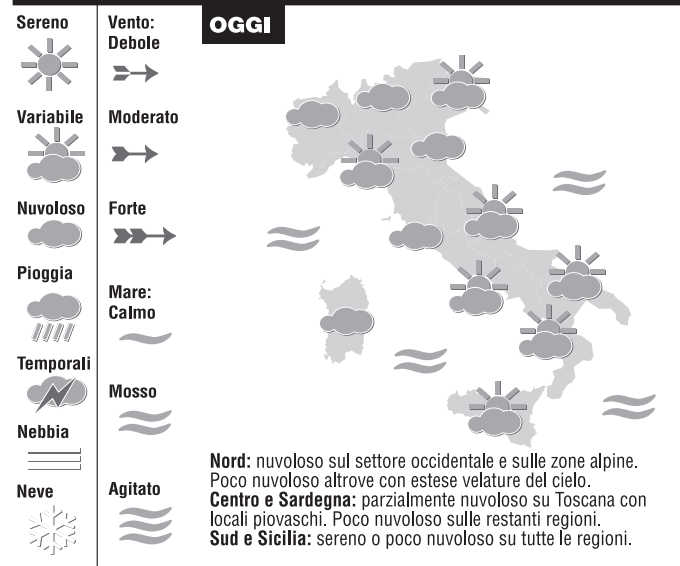 Sereno
Variabile
Nuvoloso
Pioggia
Temporali
Nebbia
Neve
Vento:
Debole
Moderato
Forte
Mare:
Calmo
Mosso
Agitato
OGGI
Nord: nuvoloso sul settore occidentale e sulle zone alpine.
Poco nuvoloso altrove con estese velature del cielo.
Centro e Sardegna: parzialmente nuvoloso su Toscana con
locali piovaschi. Poco nuvoloso sulle restanti regioni.
Sud e Sicilia: sereno o poco nuvoloso su tutte le regioni.